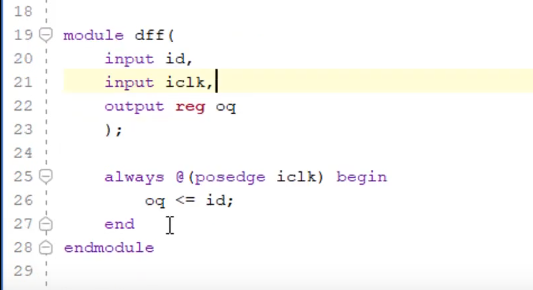 18
19 module dff(
20 input id,
21 input iclk,
22 output reg oq
23 );
24
25 always @(posedge iclk) begin
26 oq <= id;
27 end
28 endmodule
29